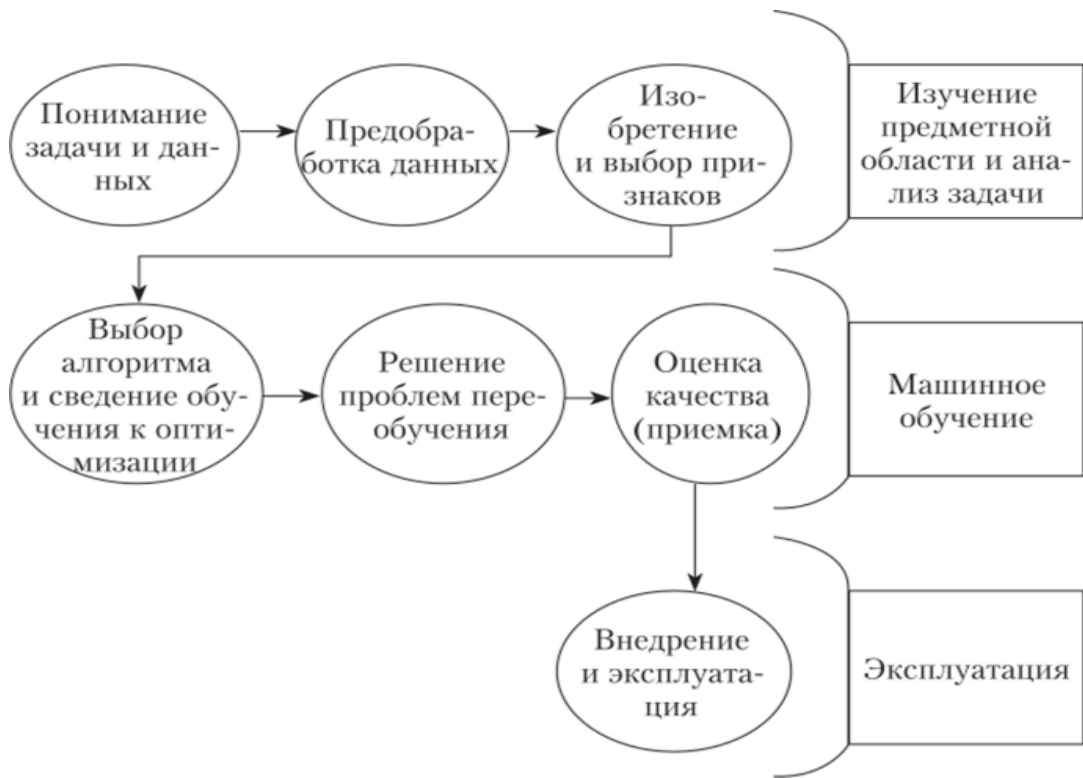 Понимание
задачи и дан-
ных
Предобра-
ботка данных
Изо-
бретение
и выбор при-
знаков
Изучение
предметной
области и ана-
лиз задачи
Выбор
алгоритма
и сведение обу-
чения к опти-
мизации
Решение
проблем пере-
обучения
Оценка
качества
(приемка)
Машинное
обучение
Внедрение
и эксплуата-
ция
Эксплуатация